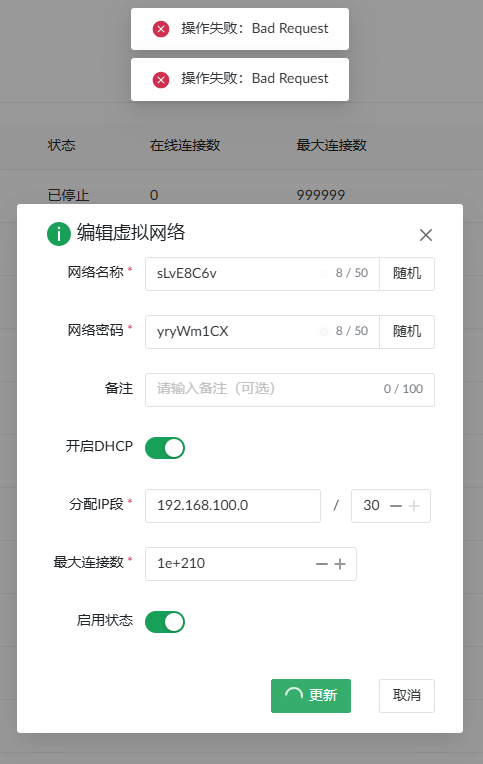 操作失败：Bad Request
操作失败：Bad Request
状态 在线连接数 最大连接数
已停止 0 999999
编辑虚拟网络
网络名称 * sLvE8C6v 8 / 50 随机
网络密码 * yryWm1CX 8 / 50 随机
备注 请输入备注（可选） 0 / 100
开启DHCP
分配IP段 * 192.168.100.0 / 30
最大连接数 * 1e+210
启用状态
更新 取消